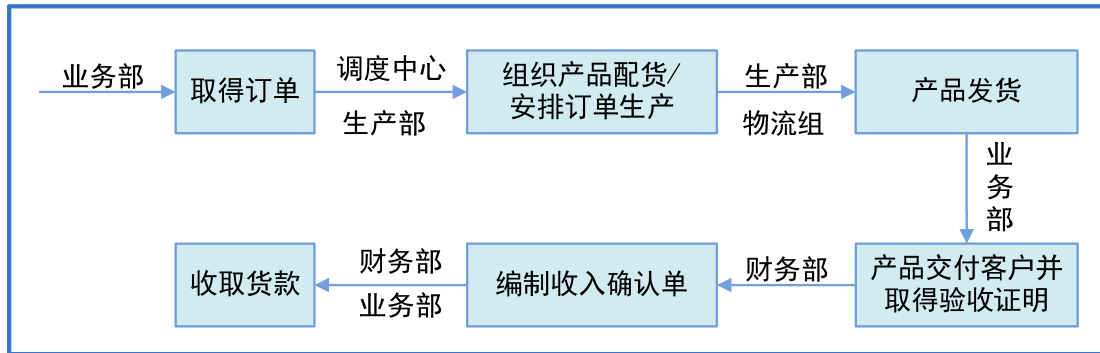 业务部
取得订单
调度中心
生产部
组织产品配货/
安排订单生产
生产部
物流组
产品发货
业
务
部
产品交付客户并
取得验收证明
财务部
编制收入确认单
财务部
业务部
收取货款